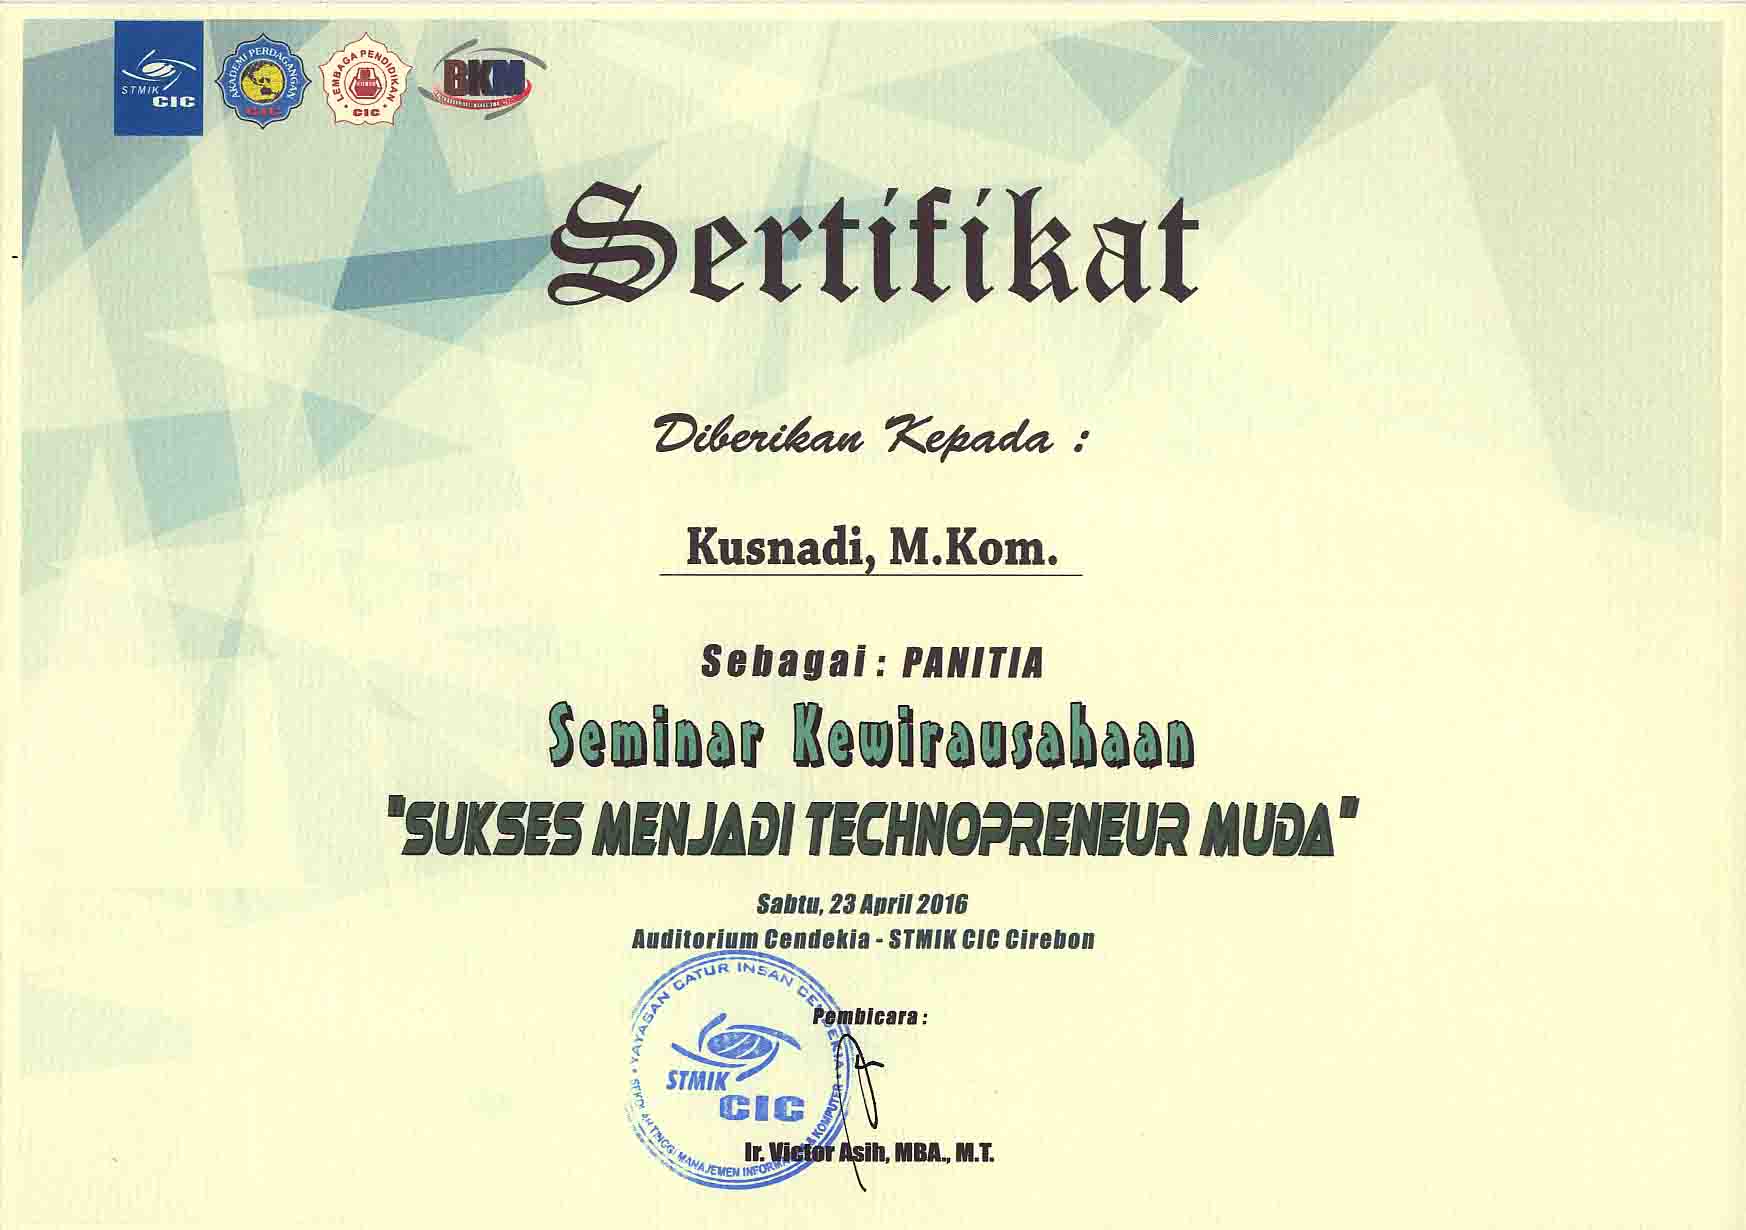 STMIK
CIC
AKADEMI PERDAGANGAN
CIC
LEMBAGA PENDIDIKAN
CIC
BKM
Sertifikat
Diberikan Kepada :
Kusnadi, M.Kom.
Sebagai : PANITIA
Seminar Kewirausahaan
"SUKSES MENJADI TECHNOPRENEUR MUDA"
Sabtu, 23 April 2016
Auditorium Cendekia - STMIK CIC Cirebon
YAYASAN CATUR INSAN CENDEKIA
Pembicara :
STMIK
CIC
TINGGI MANAJEMEN INFORMATIKA & KOMPUTER
Ir. Victor Asih, MBA., M.T.